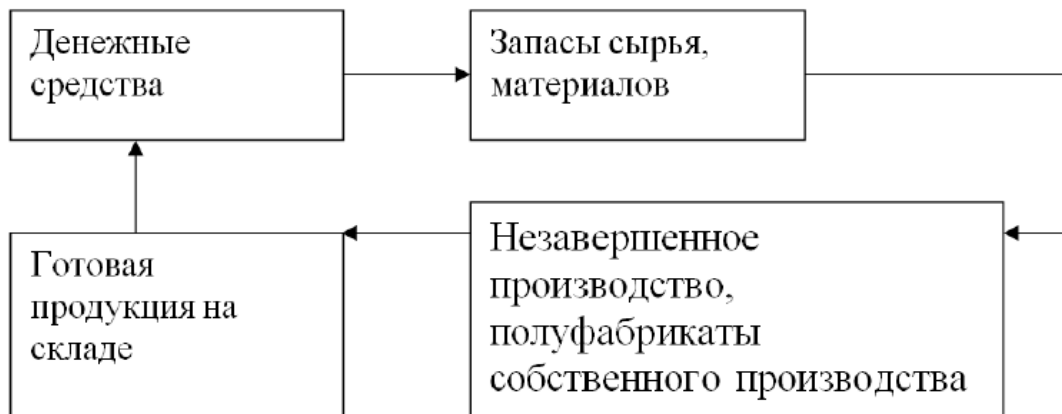 Денежные
средства
Запасы сырья,
материалов
Готовая
продукция на
складе
Незавершенное
производство,
полуфабрикаты
собственного производства